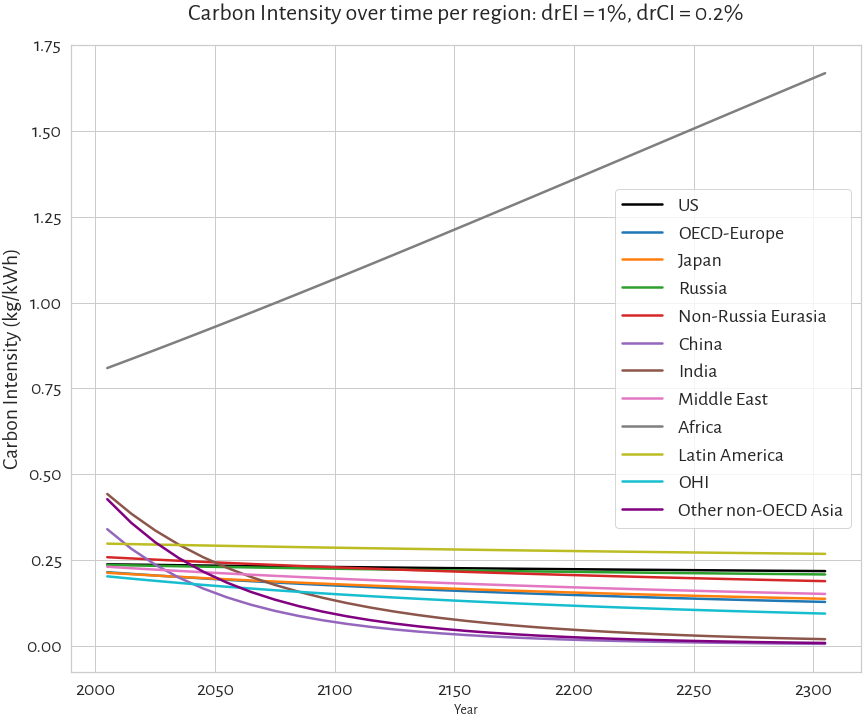 Carbon Intensity over time per region: drEI = 1%, drCI = 0.2%
Carbon Intensity (kg/kWh)
1.75
1.50
1.25
1.00
0.75
0.50
0.25
0.00
US
OECD-Europe
Japan
Russia
Non-Russia Eurasia
China
India
Middle East
Africa
Latin America
OHI
Other non-OECD Asia
2000 2050 2100 2150 2200 2250 2300
Year